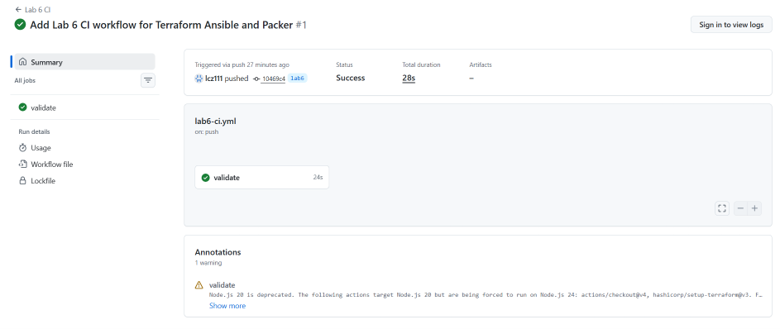 ← Lab 6 CI
Add Lab 6 CI workflow for Terraform Ansible and Packer #1
Sign in to view logs
Summary
All jobs
validate
Run details
Usage
Workflow file
Lockfile
Triggered via push 27 minutes ago
lcz111 pushed 10469c4 lab6
Status
Success
Total duration
28s
Artifacts
–
lab6-ci.yml
on: push
validate 24s
Annotations
1 warning
validate
Node.js 20 is deprecated. The following actions target Node.js 20 but are being forced to run on Node.js 24: actions/checkout@v4, hashicorp/setup-terraform@v3. F…
Show more